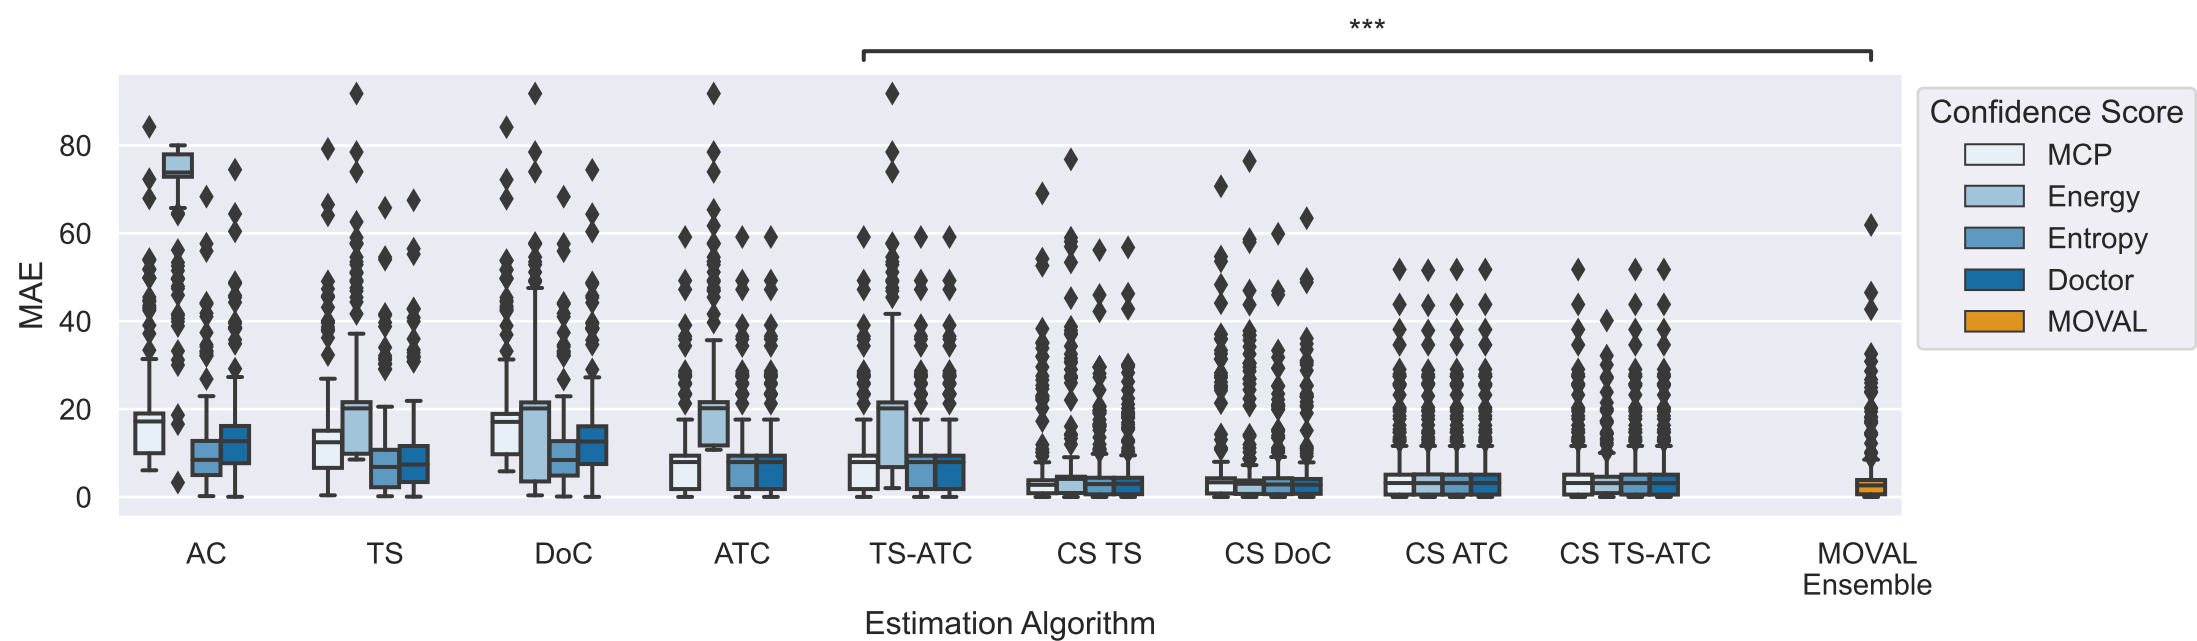 ***
MAE
80
60
40
20
0
AC
TS
DoC
ATC
TS-ATC
CS TS
CS DoC
CS ATC
CS TS-ATC
MOVAL
Ensemble
Estimation Algorithm
Confidence Score
MCP
Energy
Entropy
Doctor
MOVAL